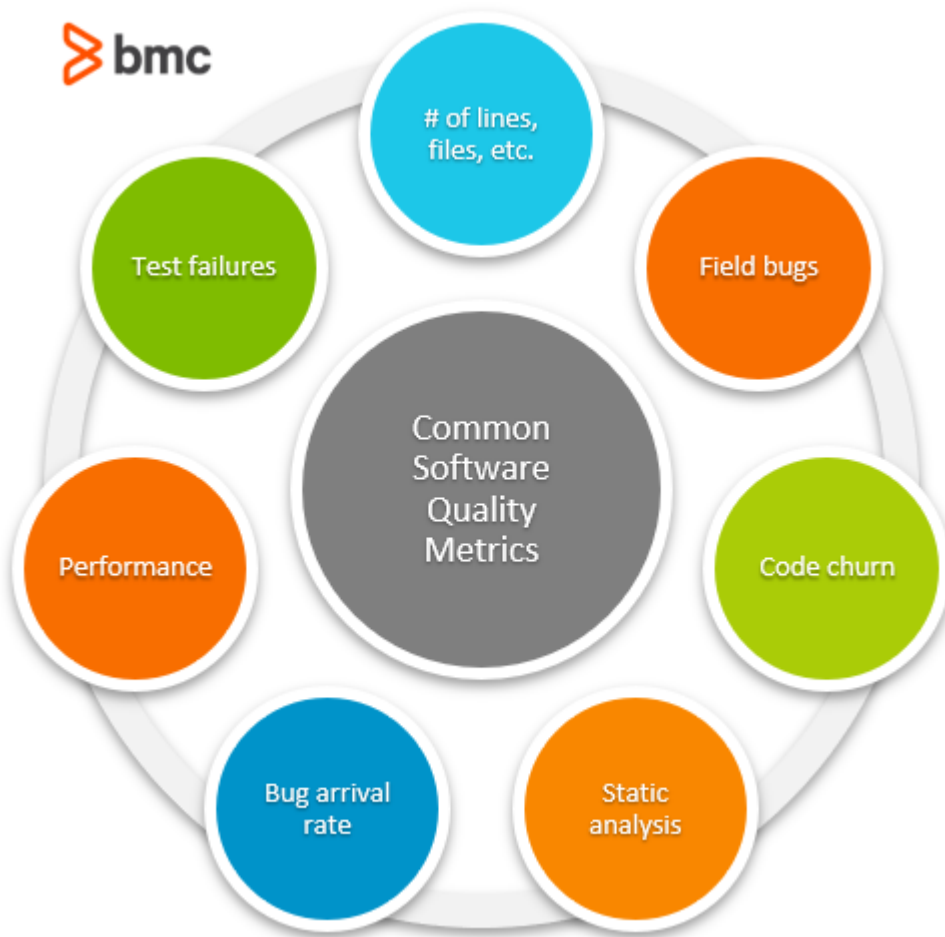 bmc
# of lines,
files, etc.
Test failures
Field bugs
Common
Software
Quality
Metrics
Performance
Code churn
Bug arrival
rate
Static
analysis